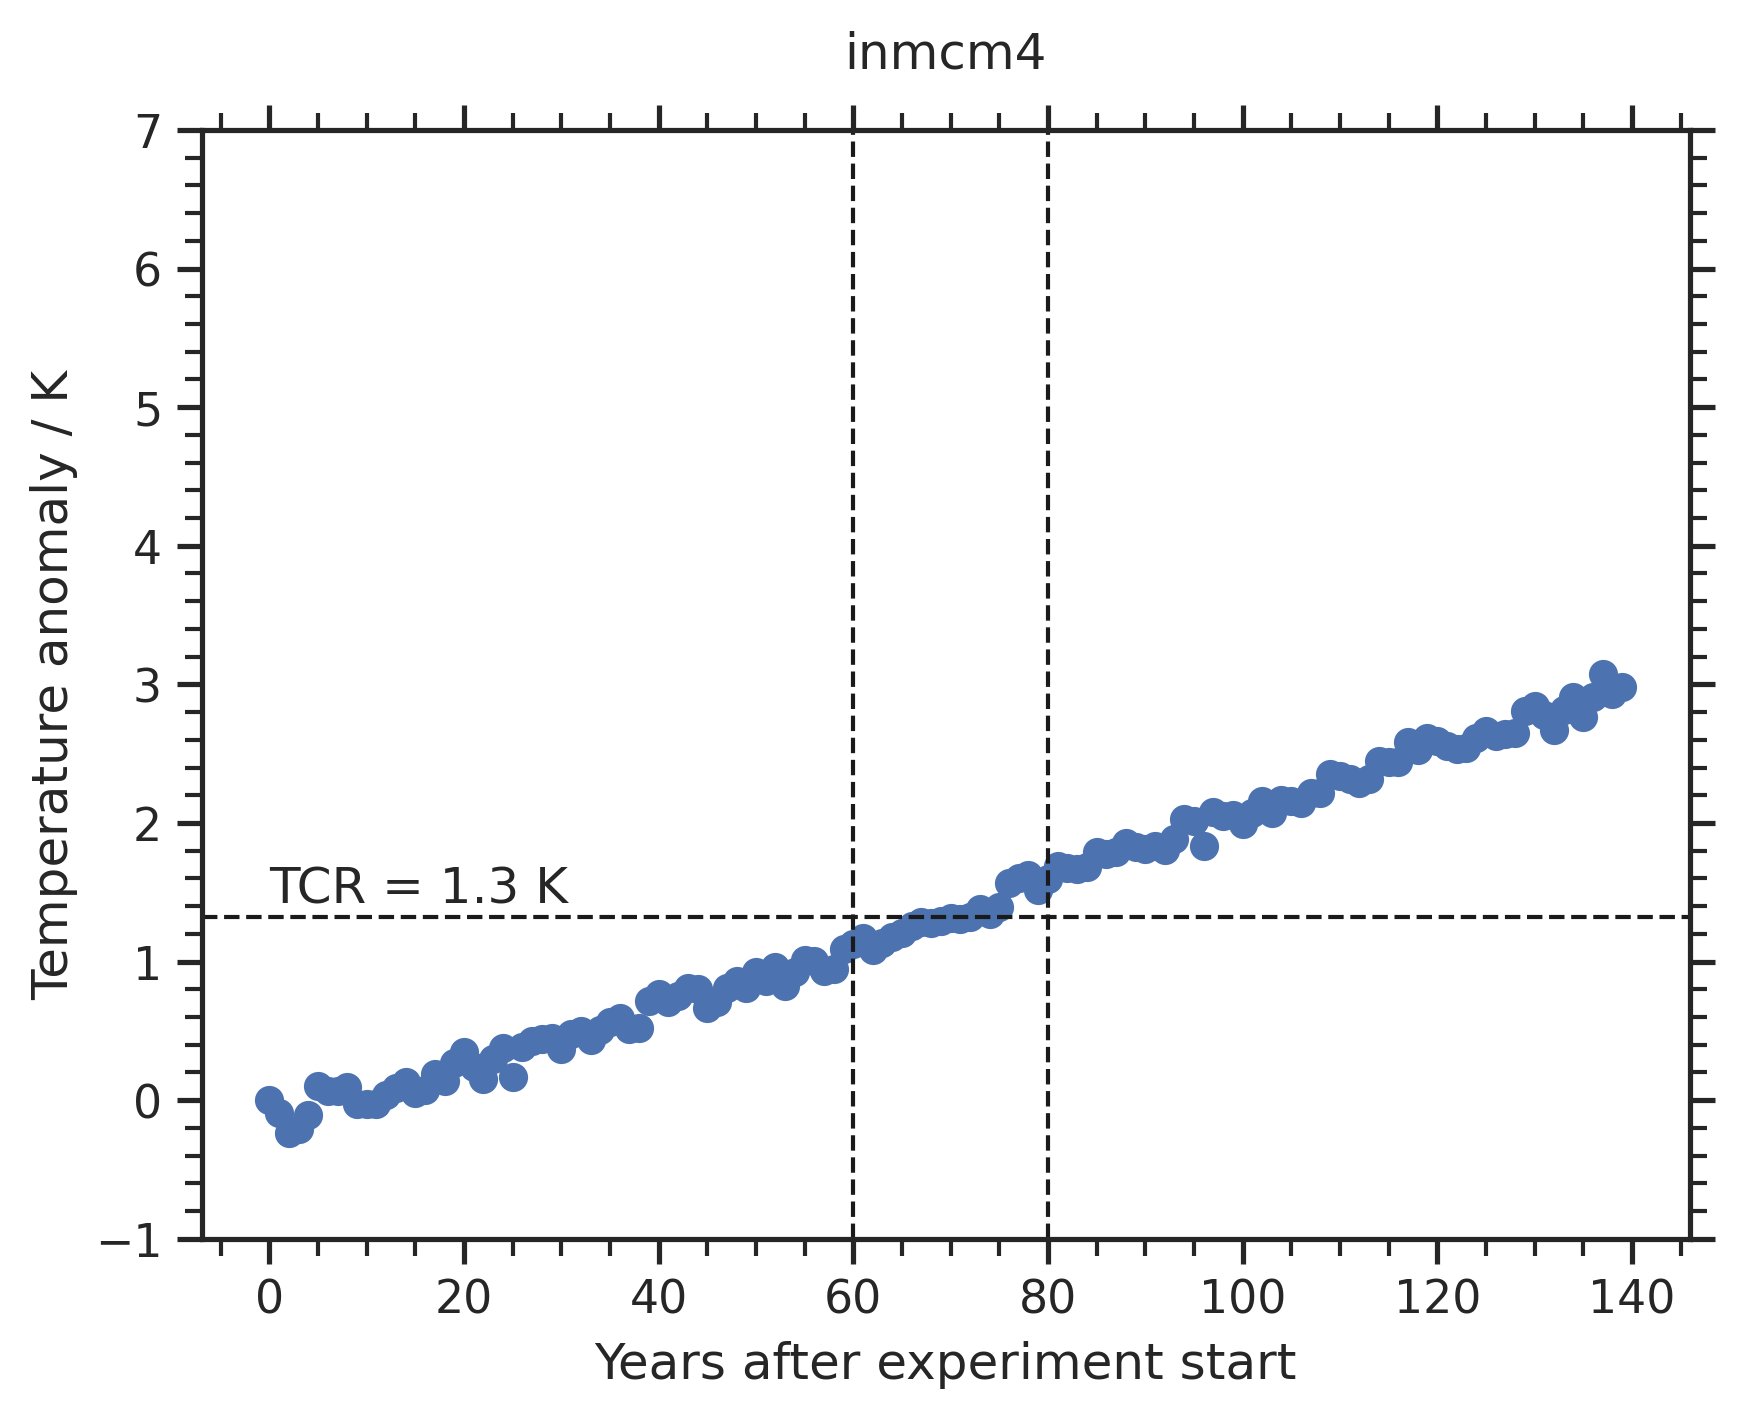 inmcm4
7
6
5
4
3
2
1
0
−1
Temperature anomaly / K
TCR = 1.3 K
0 20 40 60 80 100 120 140
Years after experiment start